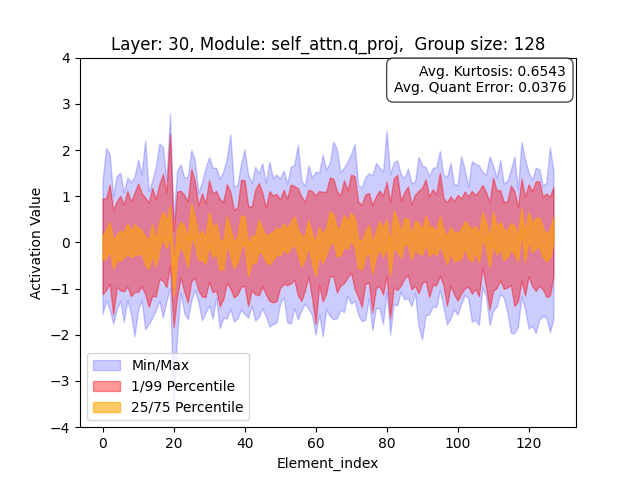 Layer: 30, Module: self_attn.q_proj,  Group size: 128
Avg. Kurtosis: 0.6543
Avg. Quant Error: 0.0376
4
3
2
1
0
−1
−2
−3
−4
Activation Value
Min/Max
1/99 Percentile
25/75 Percentile
0 20 40 60 80 100 120
Element_index